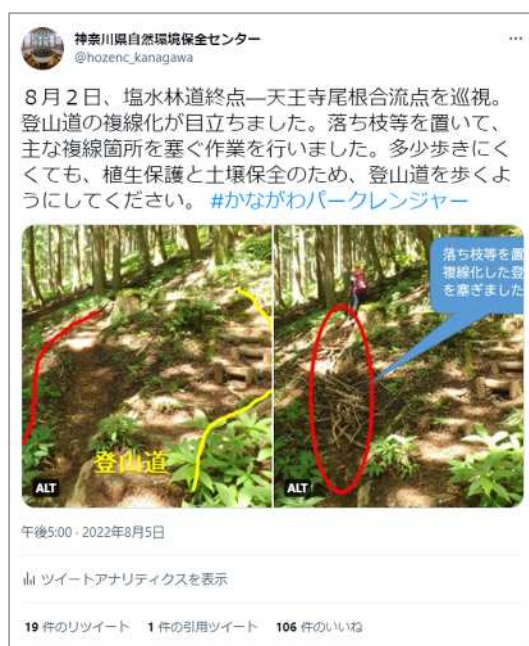 神奈川県自然環境保全センター
@hozenc_kanagawa
８月２日、塩水林道終点―天王寺尾根合流点を巡視。
登山道の複線化が目立ちました。落ち枝等を置いて、
主な複線箇所を塞ぐ作業を行いました。多少歩きにく
くても、植生保護と土壌保全のため、登山道を歩くよ
うにしてください。 #かながわパークレンジャー
落ち枝等を置
複線化した登
を塞ぎました
登山道
ALT
ALT
午後5:00 · 2022年8月5日
ツイートアナリティクスを表示
19 件のリツイート 1 件の引用ツイート 106 件のいいね